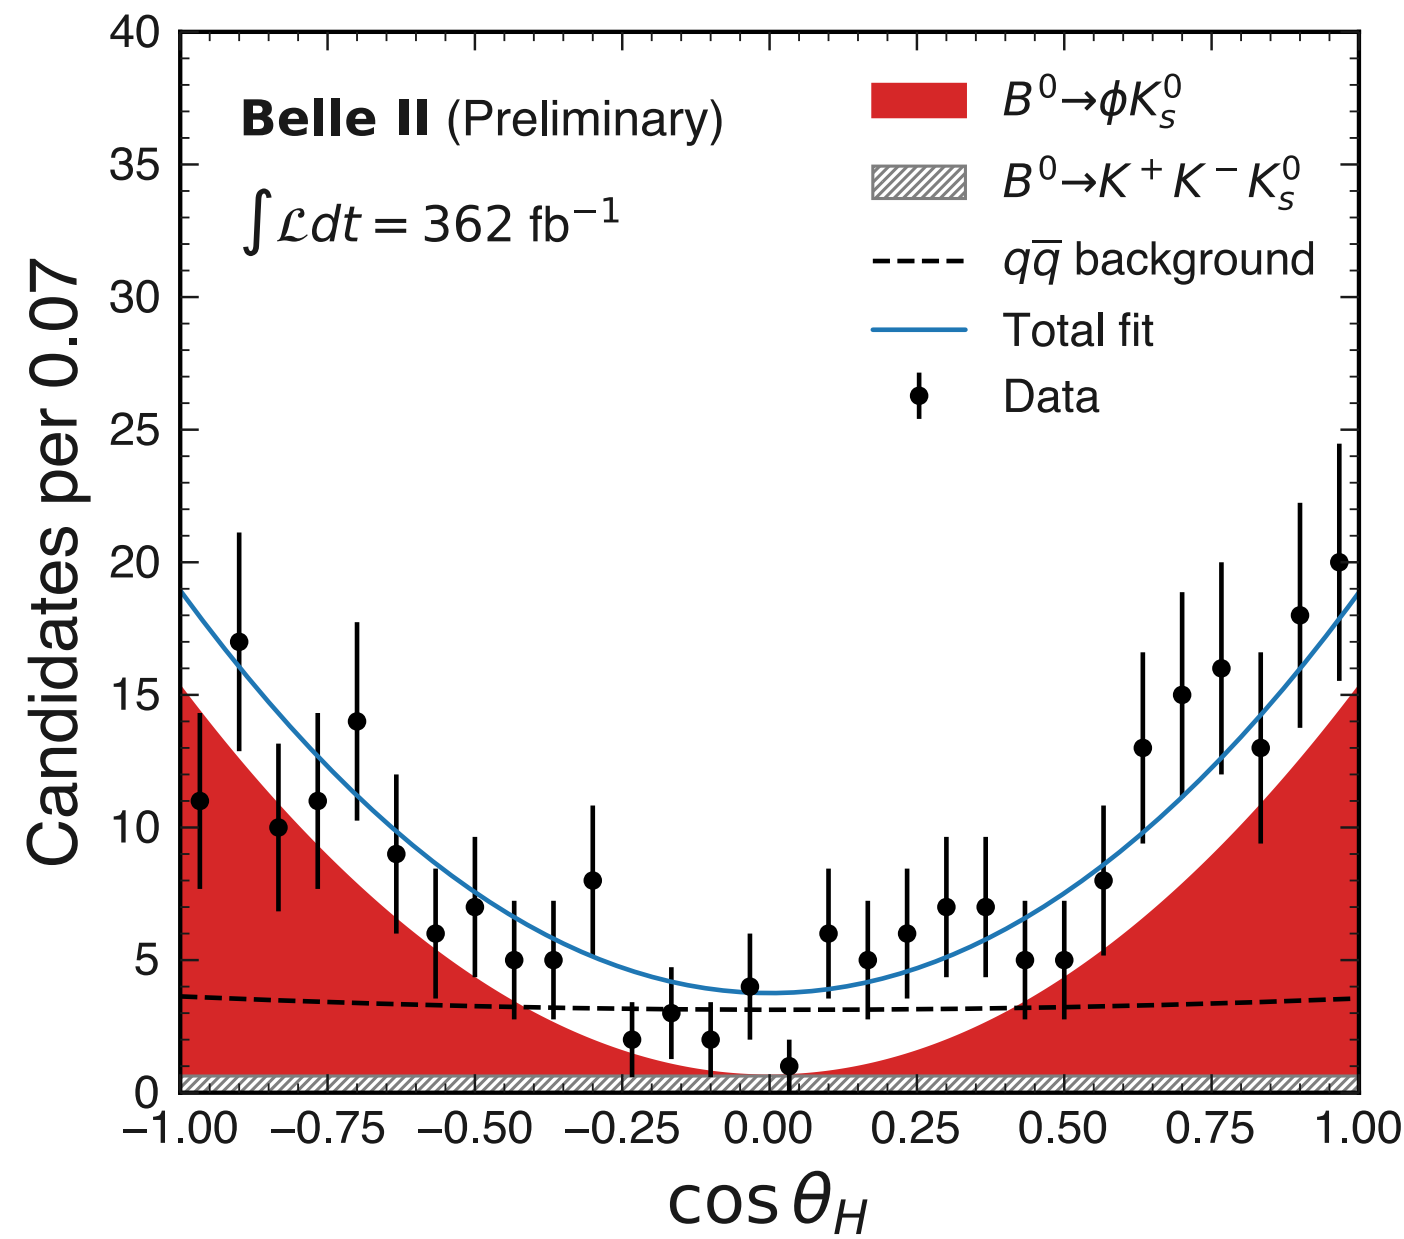 Belle II (Preliminary)
∫ℒdt = 362 fb⁻¹
B⁰→ϕK⁰ₛ
B⁰→K⁺K⁻K⁰ₛ
qq̅ background
Total fit
Data
Candidates per 0.07
40
35
30
25
20
15
10
5
0
−1.00 −0.75 −0.50 −0.25 0.00 0.25 0.50 0.75 1.00
cos θ_H